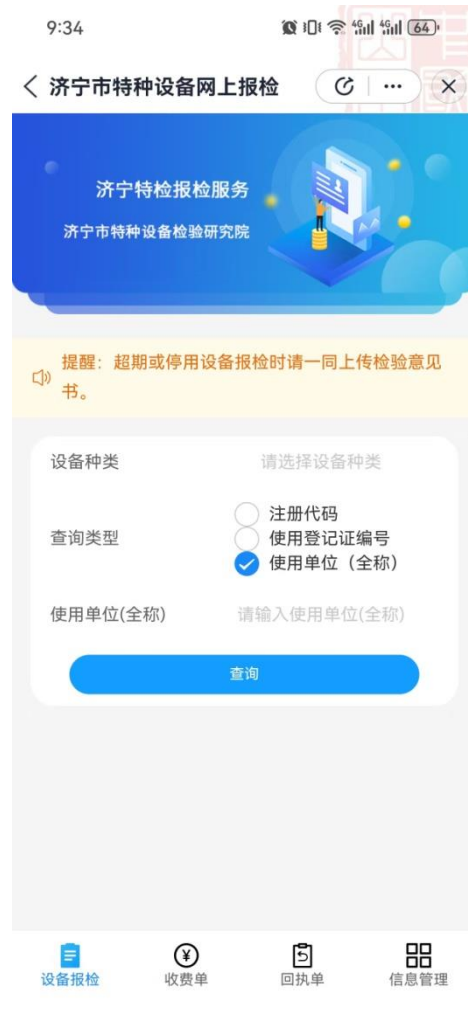 9:34
4G 4G 64
济宁市特种设备网上报检
济宁特检报检服务
济宁市特种设备检验研究院
提醒：超期或停用设备报检时请一同上传检验意见
书。
设备种类 请选择设备种类
注册代码
查询类型 使用登记证编号
使用单位（全称）
使用单位(全称) 请输入使用单位(全称)
查询
设备报检 收费单 回执单 信息管理